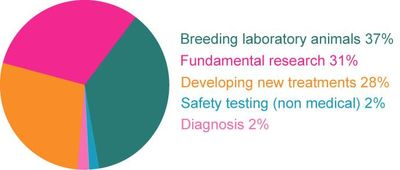 Breeding laboratory animals 37%
Fundamental research 31%
Developing new treatments 28%
Safety testing (non medical) 2%
Diagnosis 2%